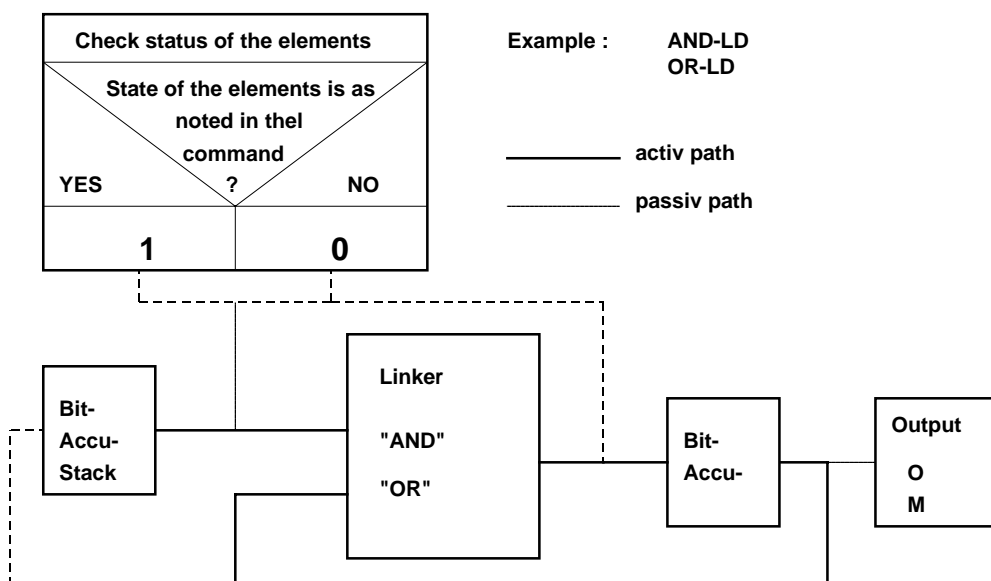 Check status of the elements
State of the elements is as
noted in thel
command
?
YES
NO
1
0
Example :
AND-LD
OR-LD
activ path
passiv path
Bit-
Accu-
Stack
Linker
"AND"
"OR"
Bit-
Accu-
Output
O
M